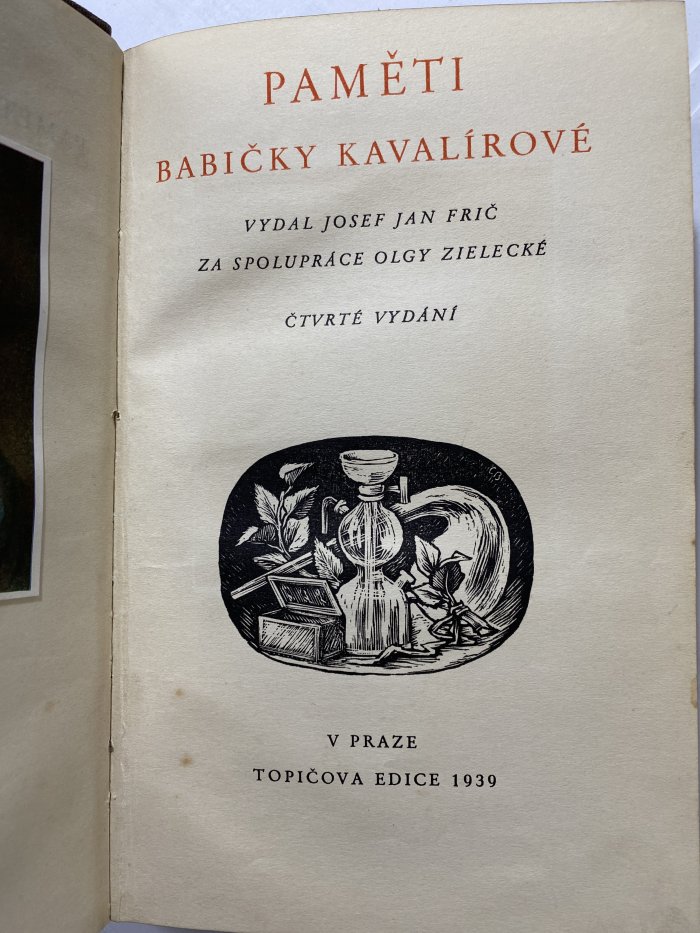 PAMĚTI
BABIČKY KAVALÍROVÉ
VYDAL JOSEF JAN FRIČ
ZA SPOLUPRÁCE OLGY ZIELECKÉ
ČTVRTÉ VYDÁNÍ
V PRAZE
TOPIČOVA EDICE 1939